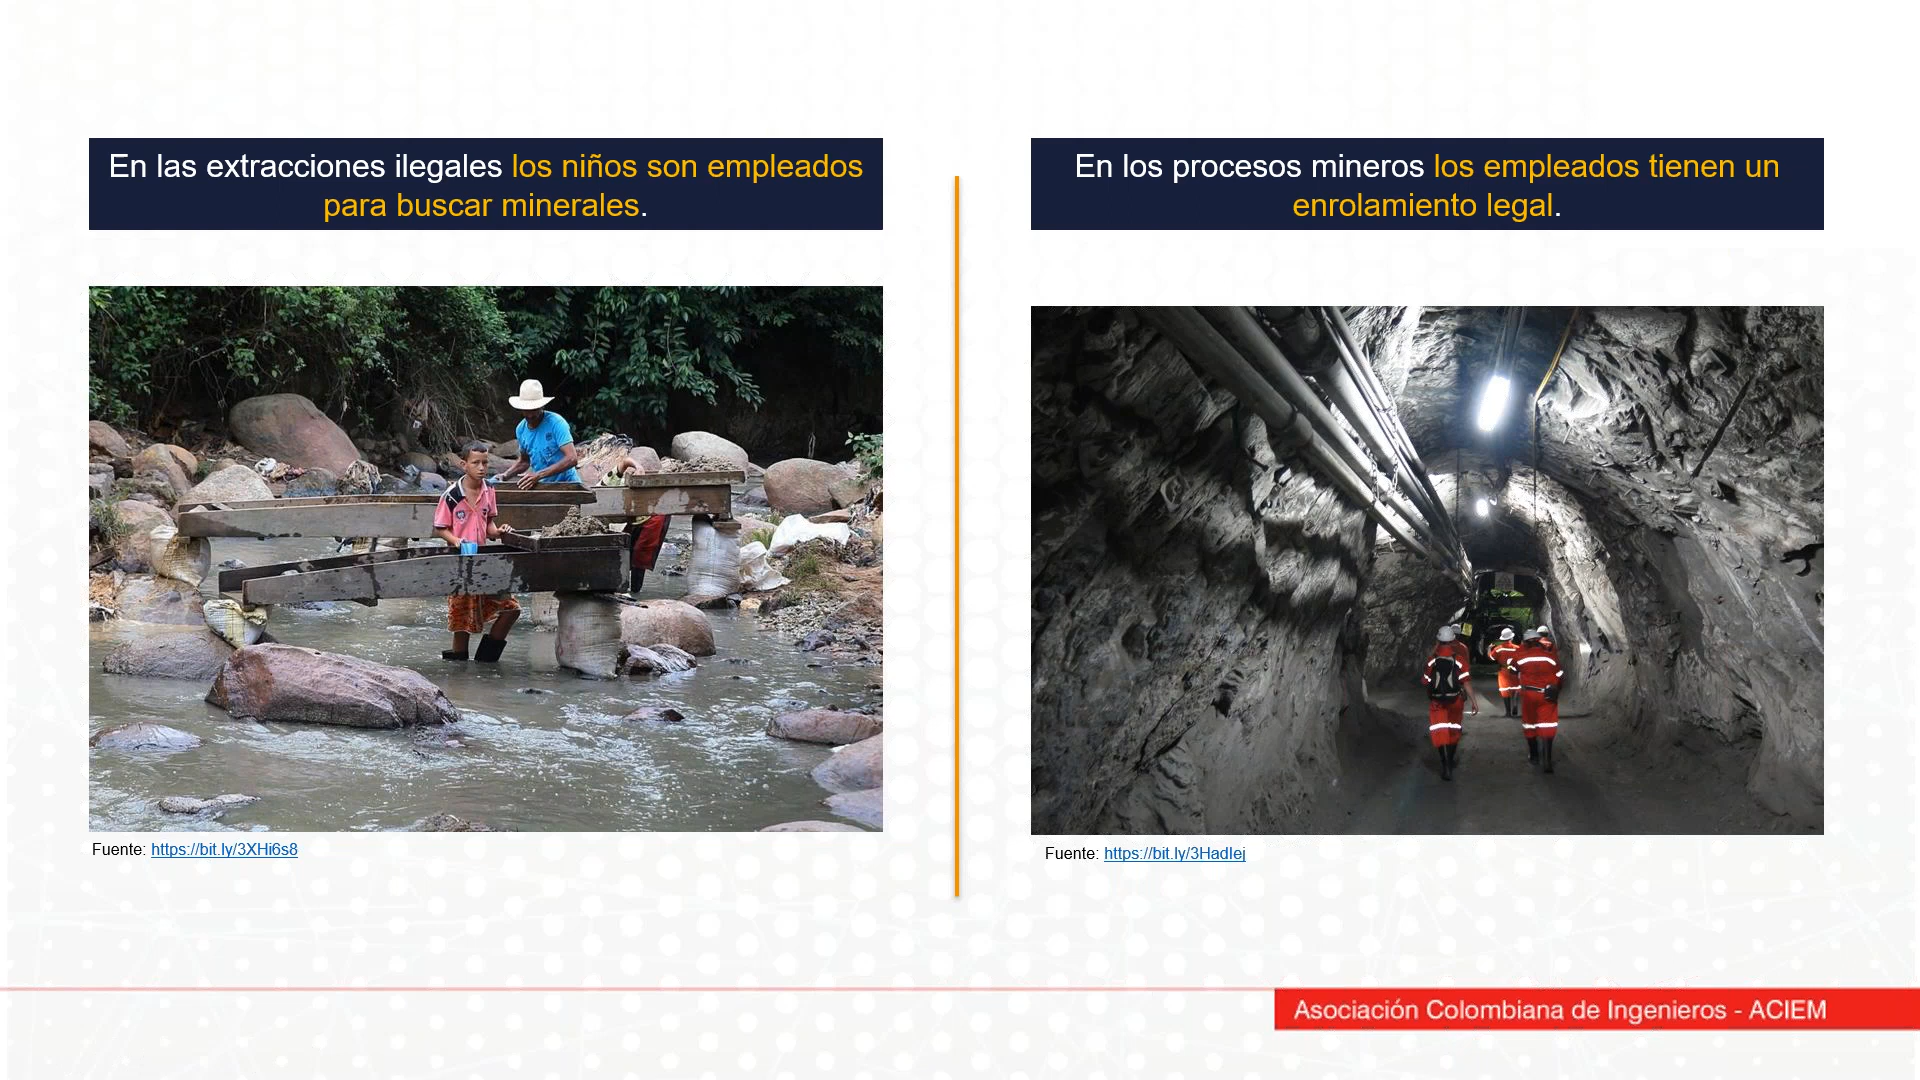 En las extracciones ilegales los niños son empleados
para buscar minerales.
Fuente: https://bit.ly/3XHi6s8
En los procesos mineros los empleados tienen un
enrolamiento legal.
Fuente: https://bit.ly/3HadIej
Asociación Colombiana de Ingenieros - ACIEM